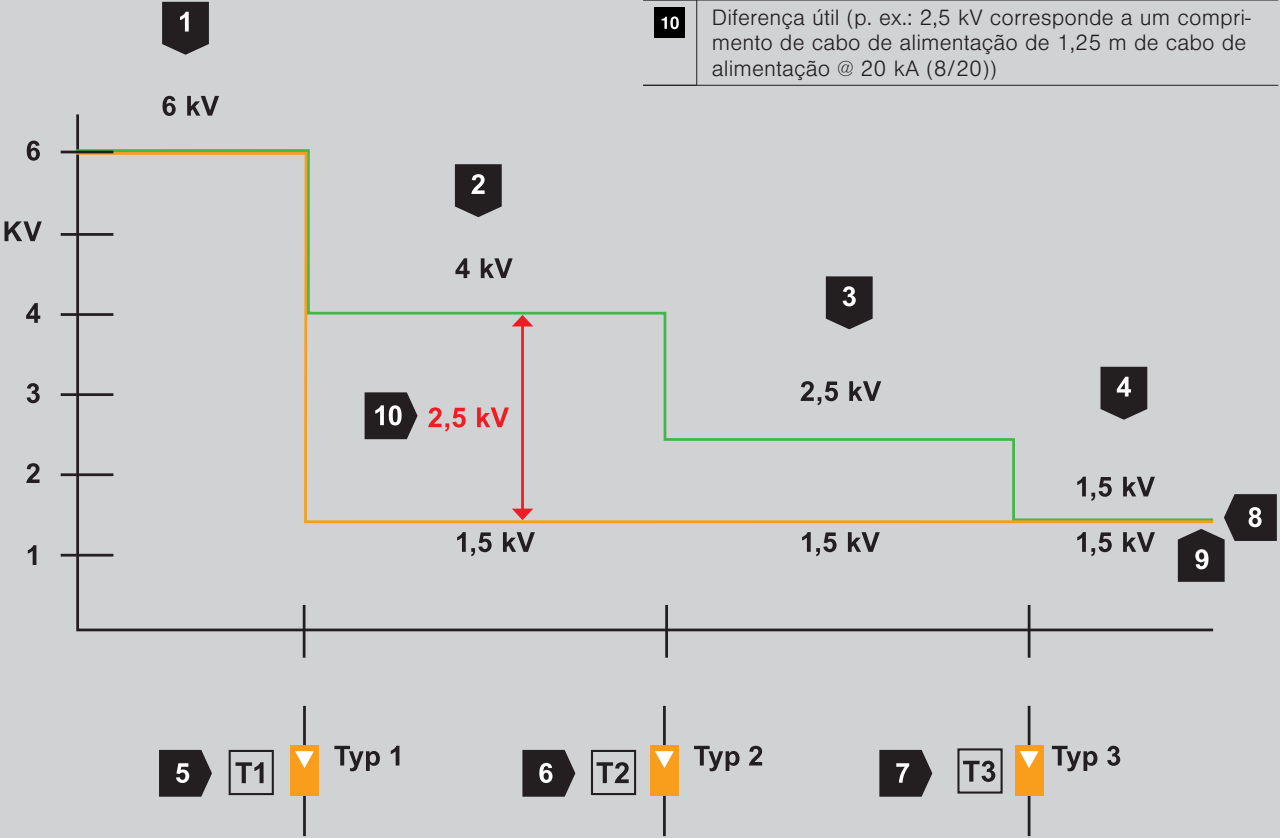 1
10
Diferença útil (p. ex.: 2,5 kV corresponde a um compri-
mento de cabo de alimentação de 1,25 m de cabo de
alimentação @ 20 kA (8/20))
6 kV
6
2
KV
4 kV
3
4
2,5 kV
4
3
10
2,5 kV
2
1,5 kV
8
1,5 kV
1,5 kV
1,5 kV
1
9
5
T1
Typ 1
6
T2
Typ 2
7
T3
Typ 3